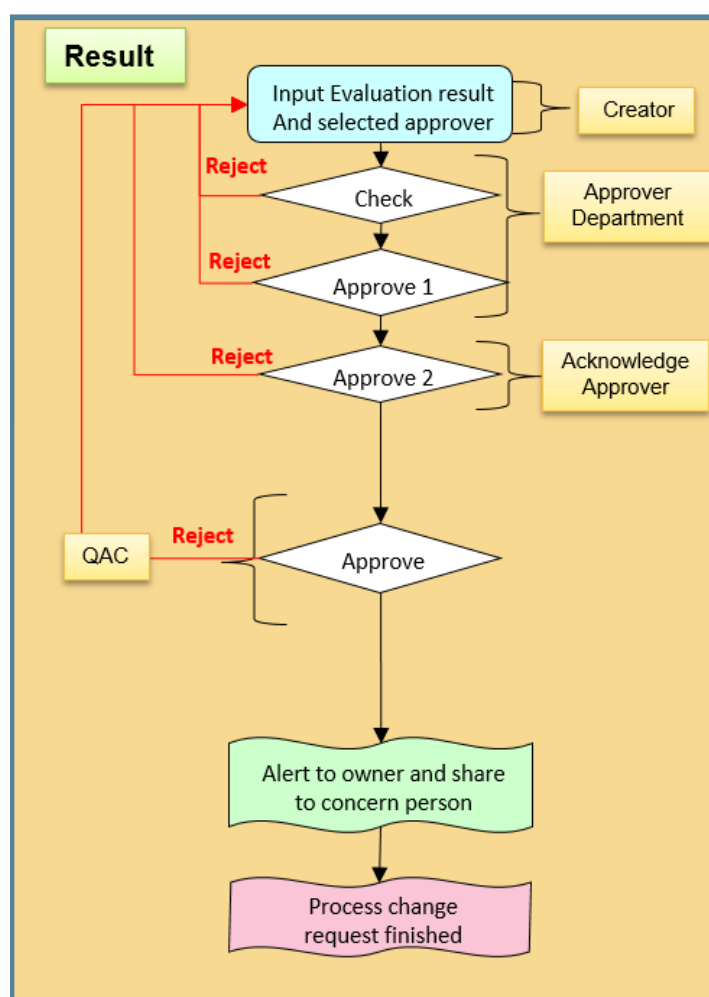 Result
Input Evaluation result
And selected approver
Creator
Reject
Check
Approver
Department
Reject
Approve 1
Reject
Approve 2
Acknowledge
Approver
Reject
QAC
Approve
Alert to owner and share
to concern person
Process change
request finished